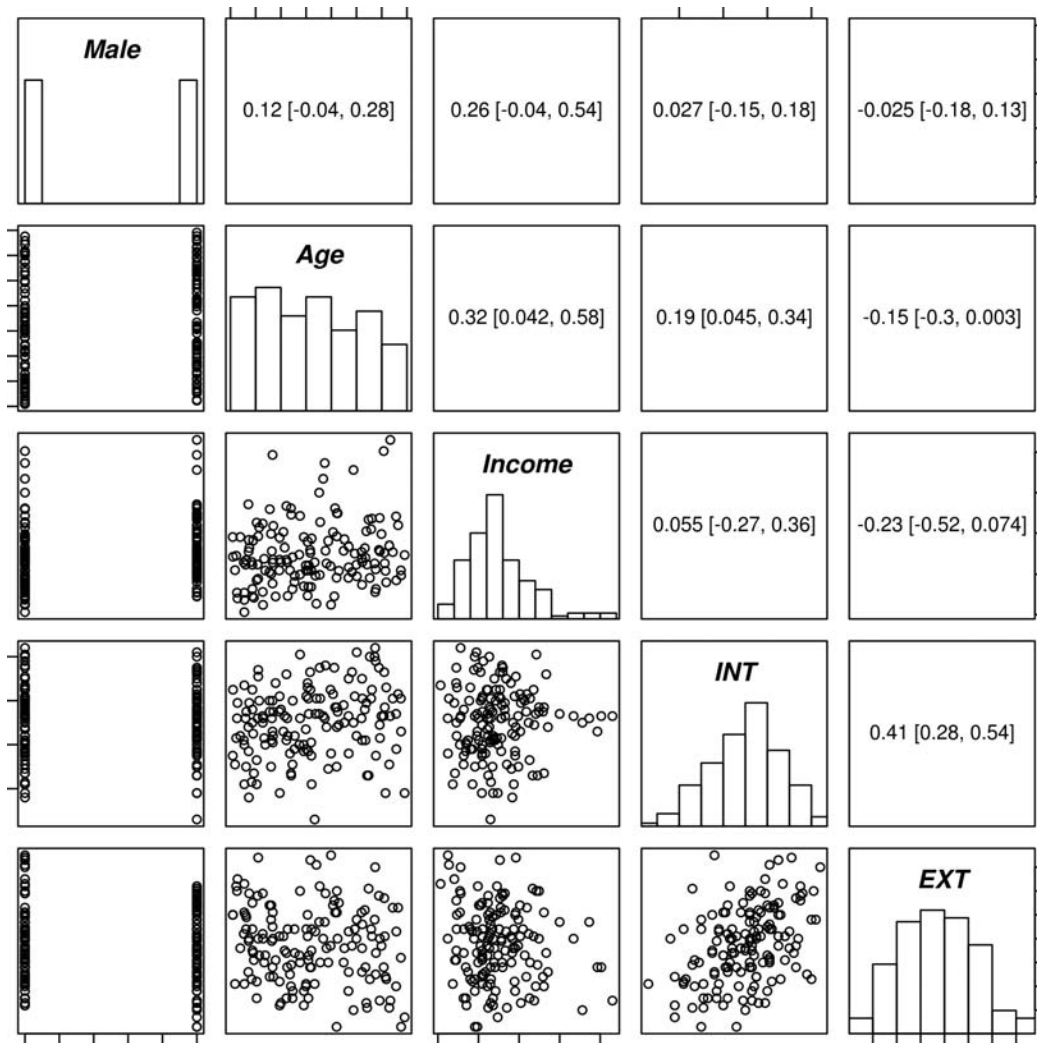 Male
0.12 [-0.04, 0.28]
0.26 [-0.04, 0.54]
0.027 [-0.15, 0.18]
-0.025 [-0.18, 0.13]
Age
0.32 [0.042, 0.58]
0.19 [0.045, 0.34]
-0.15 [-0.3, 0.003]
Income
0.055 [-0.27, 0.36]
-0.23 [-0.52, 0.074]
INT
0.41 [0.28, 0.54]
EXT